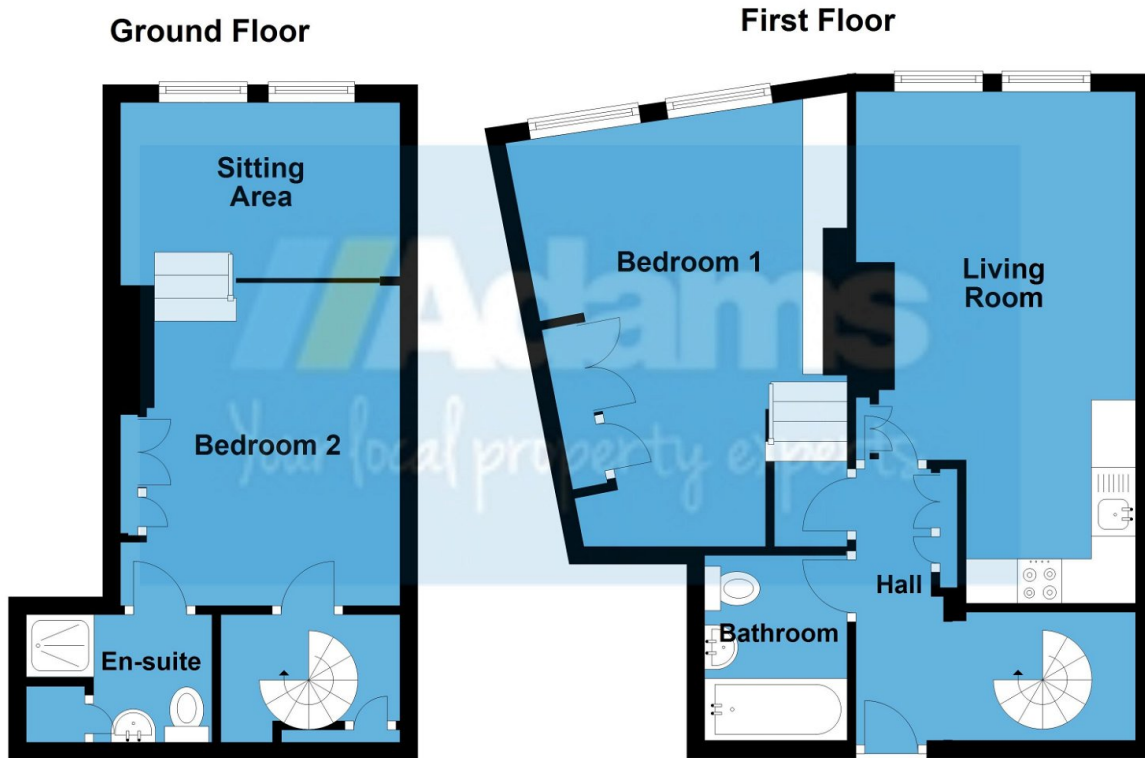 Ground Floor
First Floor
Sitting
Area
Bedroom 1
Living
Room
//Adams
Your local property experts
Bedroom 2
Hall
Bathroom
En-suite